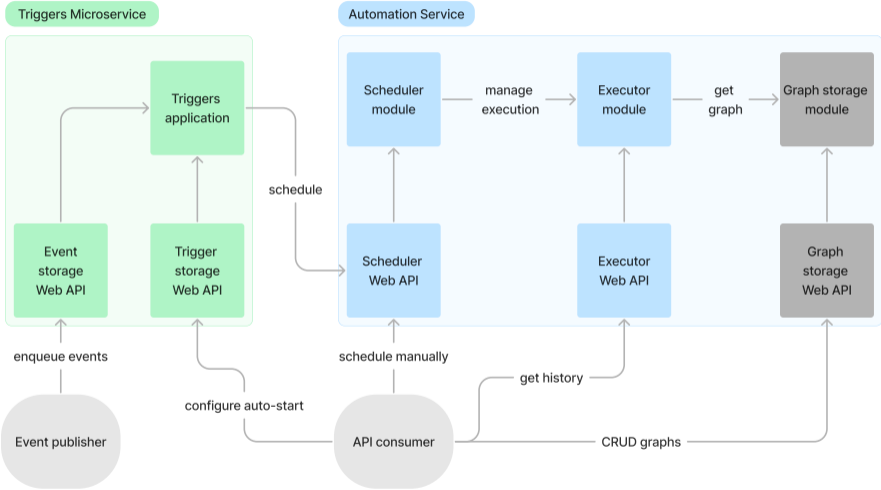 Triggers Microservice
Automation Service
Triggers
application
Scheduler
module
manage
execution
Executor
module
get
graph
Graph storage
module
schedule
Event
storage
Web API
Trigger
storage
Web API
Scheduler
Web API
Executor
Web API
Graph
storage
Web API
enqueue events
schedule manually
get history
configure auto-start
Event publisher
API consumer
CRUD graphs